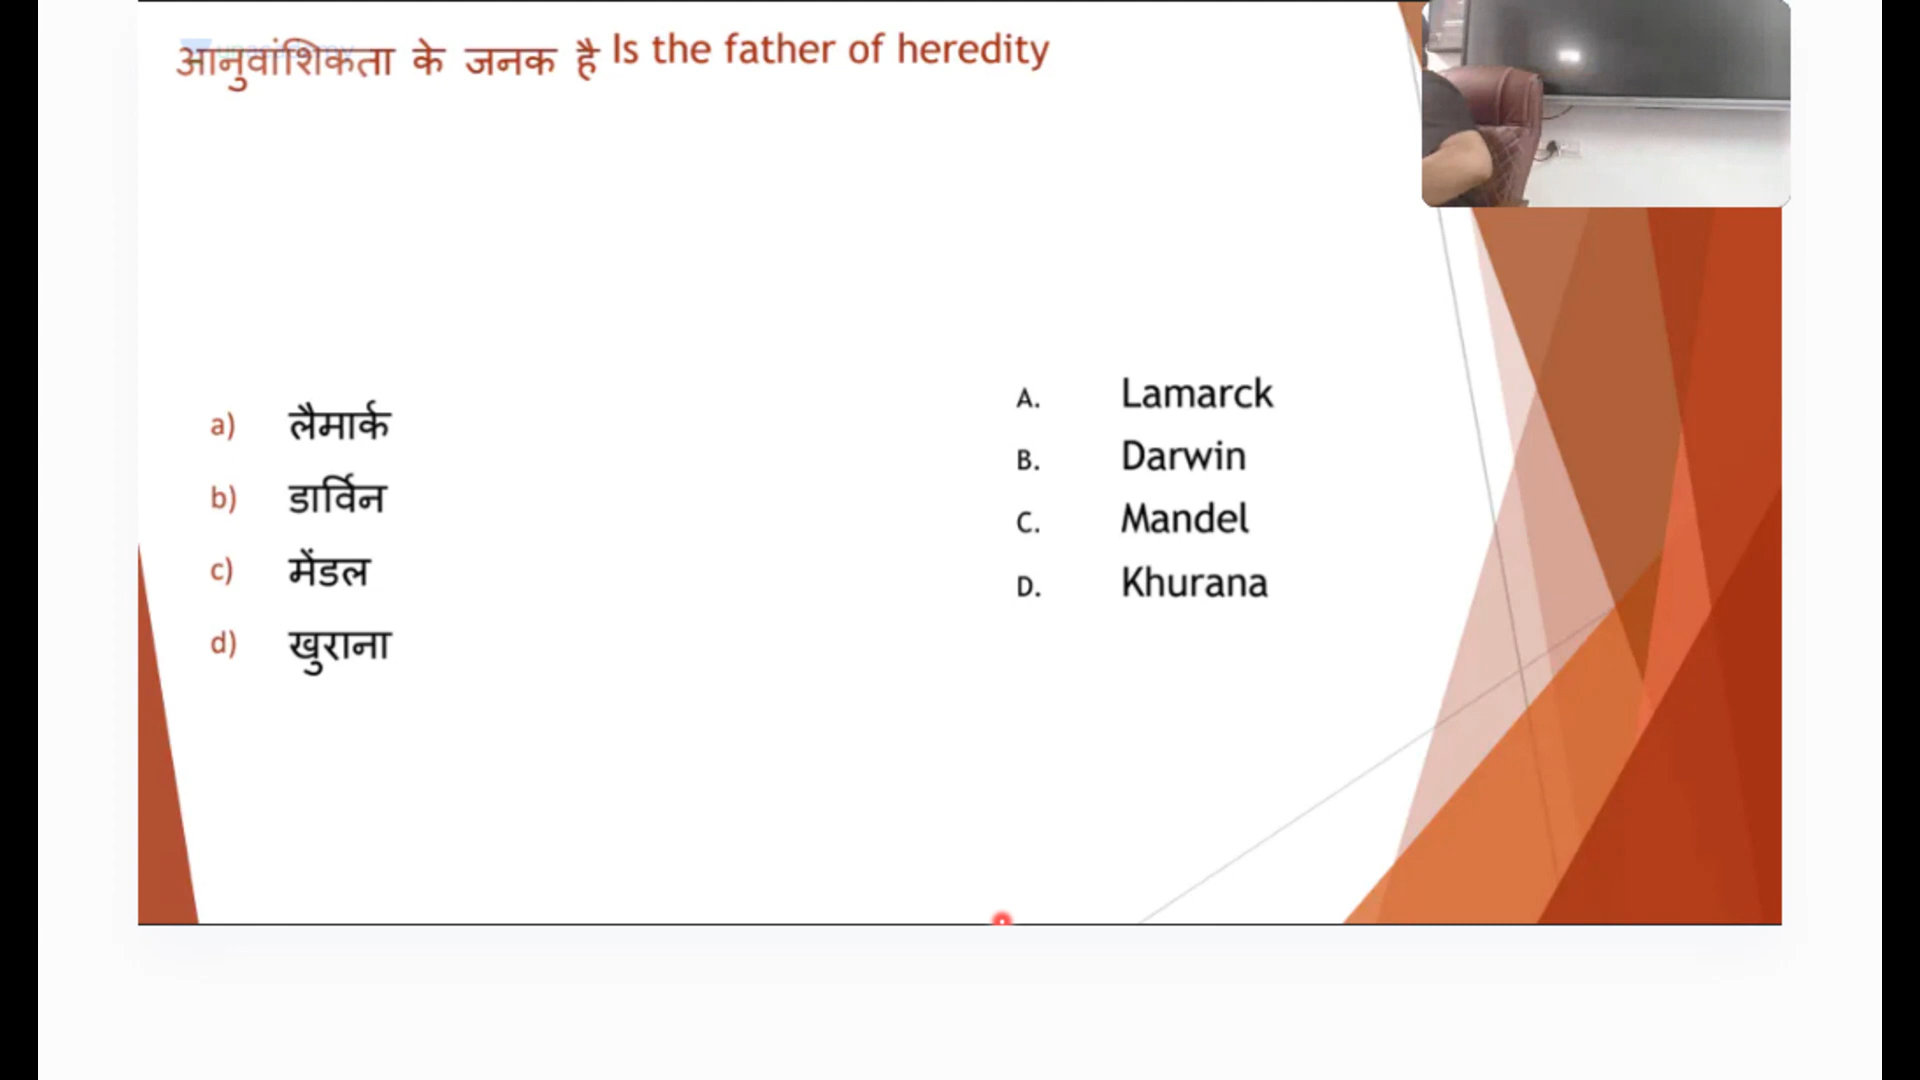 आनुवांशिकता के जनक है Is the father of heredity
a) लैमार्क
b) डार्विन
c) मेंडल
d) खुराना
A. Lamarck
B. Darwin
C. Mandel
D. Khurana